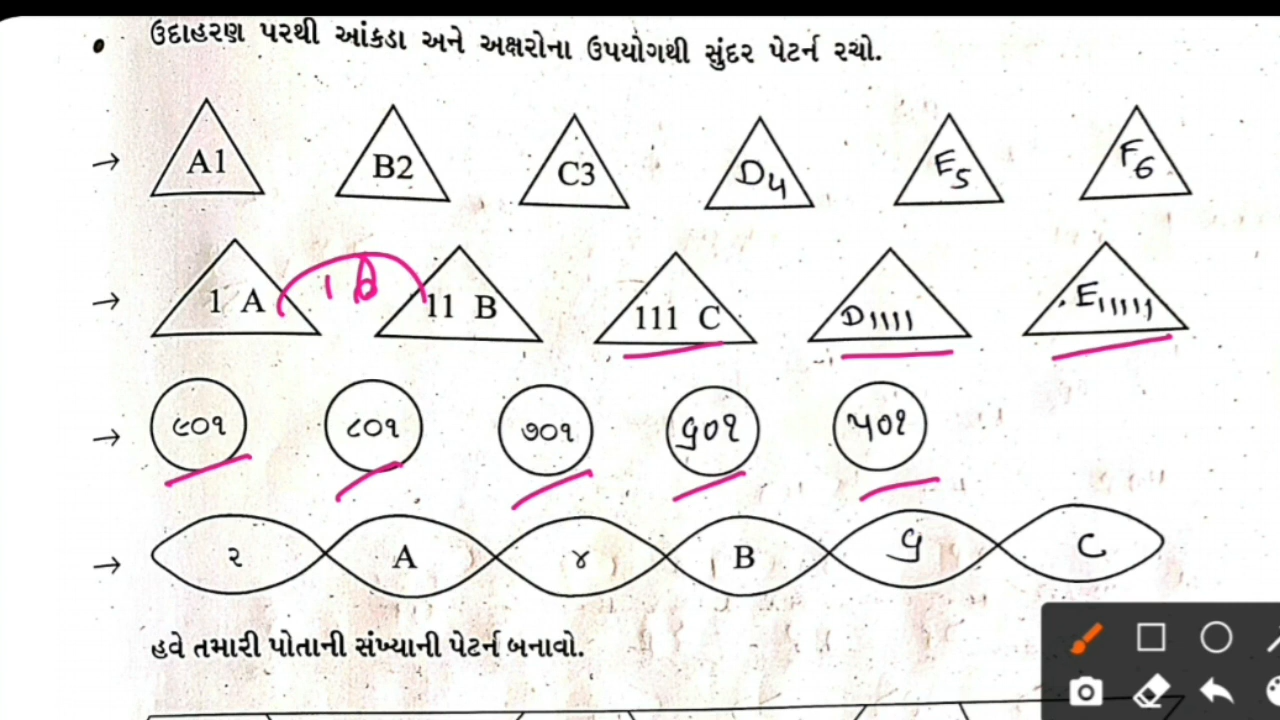 ઉદાહરણ પરથી આંકડા અને અક્ષરોના ઉપયોગથી સુંદર પેટર્ન રચો.
A1 B2 C3 D4 E5 F6
1 A 1 11 B 111 C D1111 E11111
૯૦૧ ૮૦૧ ૭૦૧ ૬૦૧ ૫૦૧
૨ A ૪ B ૬ C
હવે તમારી પોતાની સંખ્યાની પેટર્ન બનાવો.